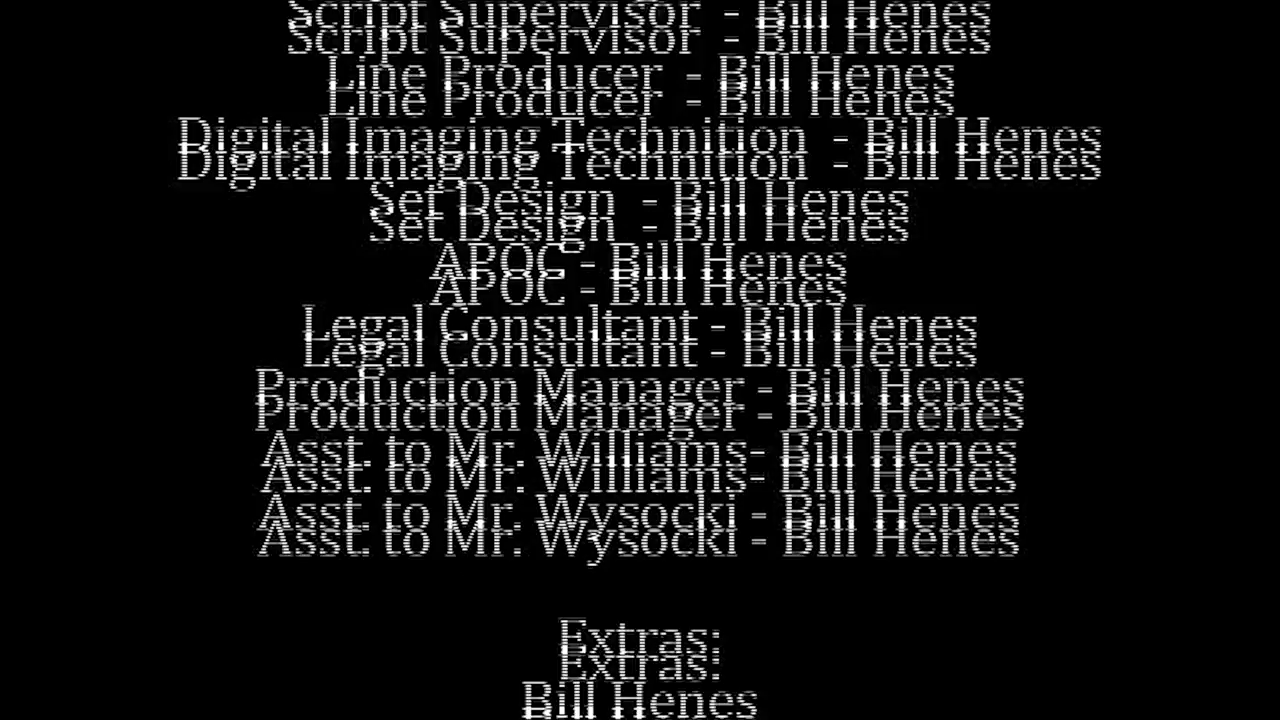 Script Supervisor - Bill Henes
Line Producer - Bill Henes
Digital Imaging Technition - Bill Henes
Set Design - Bill Henes
APOC - Bill Henes
Legal Consultant - Bill Henes
Production Manager - Bill Henes
Asst. to Mr. Williams- Bill Henes
Asst. to Mr. Wysocki - Bill Henes
Extras:
Bill Henes